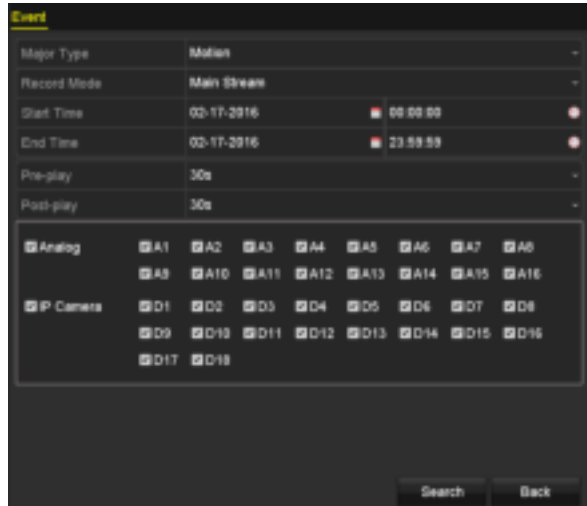 Event
Major Type Motion
Record Mode Main Stream
Start Time 02-17-2016 00:00:00
End Time 02-17-2016 23:59:59
Pre-play 30s
Post-play 30s
Analog A1 A2 A3 A4 A5 A6 A7 A8
A9 A10 A11 A12 A13 A14 A15 A16
IP Camera D1 D2 D3 D4 D5 D6 D7 D8
D9 D10 D11 D12 D13 D14 D15 D16
D17 D18
Search Back